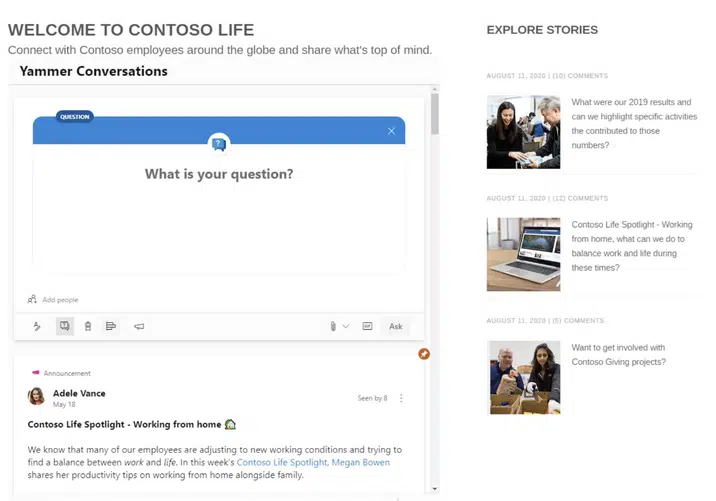 WELCOME TO CONTOSO LIFE
Connect with Contoso employees around the globe and share what's top of mind.
Yammer Conversations
QUESTION
What is your question?
Add people
Ask
Announcement
Adele Vance
May 18
Seen by 8
Contoso Life Spotlight - Working from home
We know that many of our employees are adjusting to new working conditions and trying to
find a balance between work and life. In this week's Contoso Life Spotlight, Megan Bowen
shares her productivity tips on working from home alongside family.
EXPLORE STORIES
AUGUST 11, 2020 | (10) COMMENTS
What were our 2019 results and
can we highlight specific activities
the contributed to those
numbers?
AUGUST 11, 2020 | (12) COMMENTS
Contoso Life Spotlight - Working
from home, what can we do to
balance work and life during
these times?
AUGUST 11, 2020 | (5) COMMENTS
Want to get involved with
Contoso Giving projects?